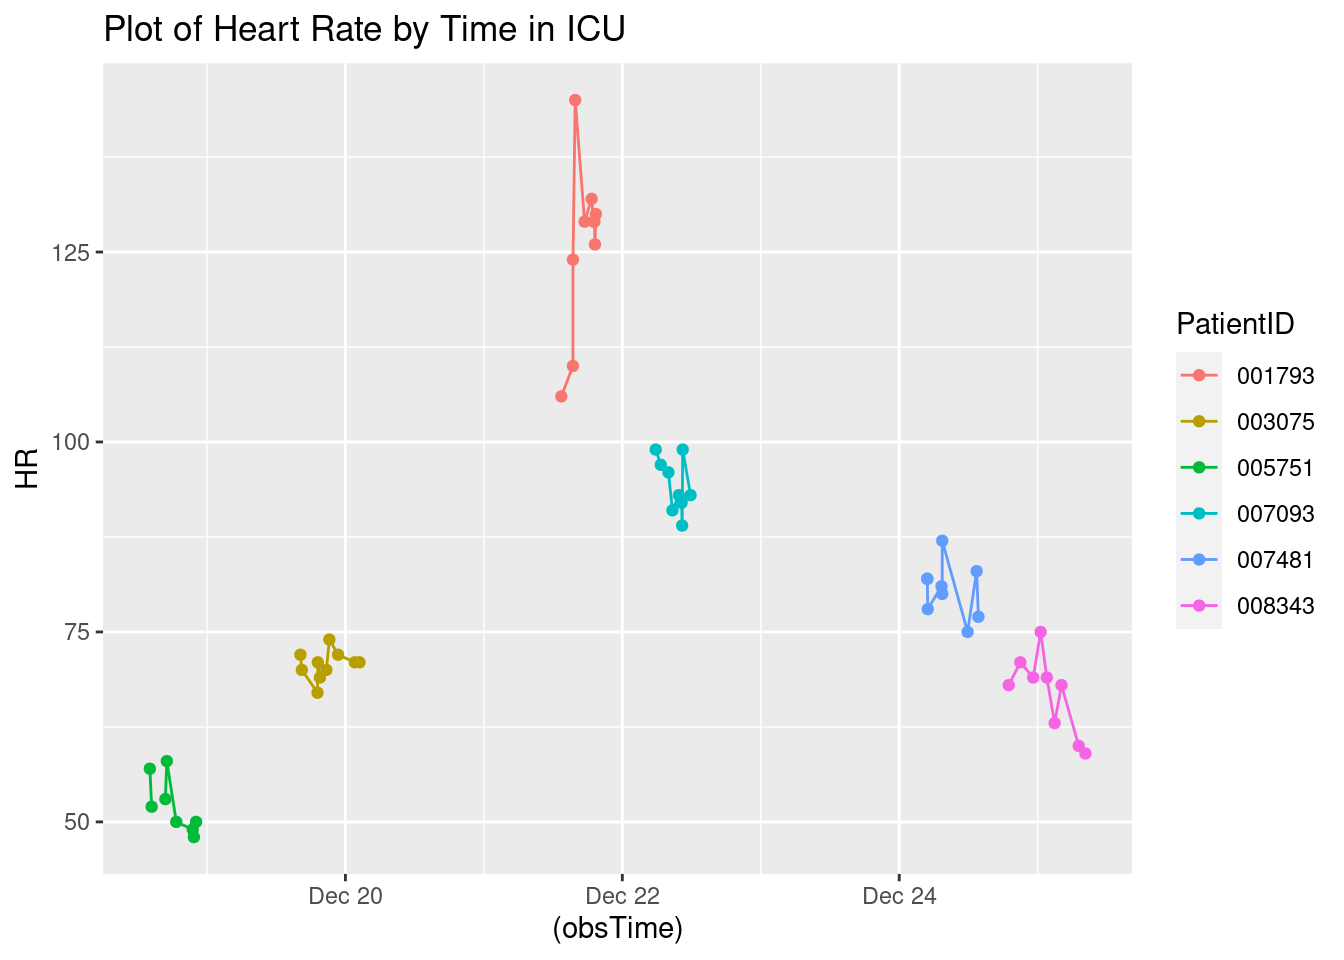 Plot of Heart Rate by Time in ICU
125
100
75
50
HR
Dec 20
Dec 22
Dec 24
(obsTime)
PatientID
001793
003075
005751
007093
007481
008343